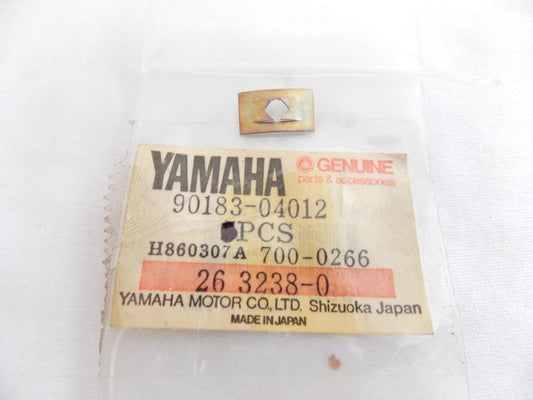 YAMAHA GENUINE
parts & accessories
90183-04012
PCS
H860307A 700-0266
26 3238-0
YAMAHA MOTOR CO., LTD. Shizuoka Japan
MADE IN JAPAN